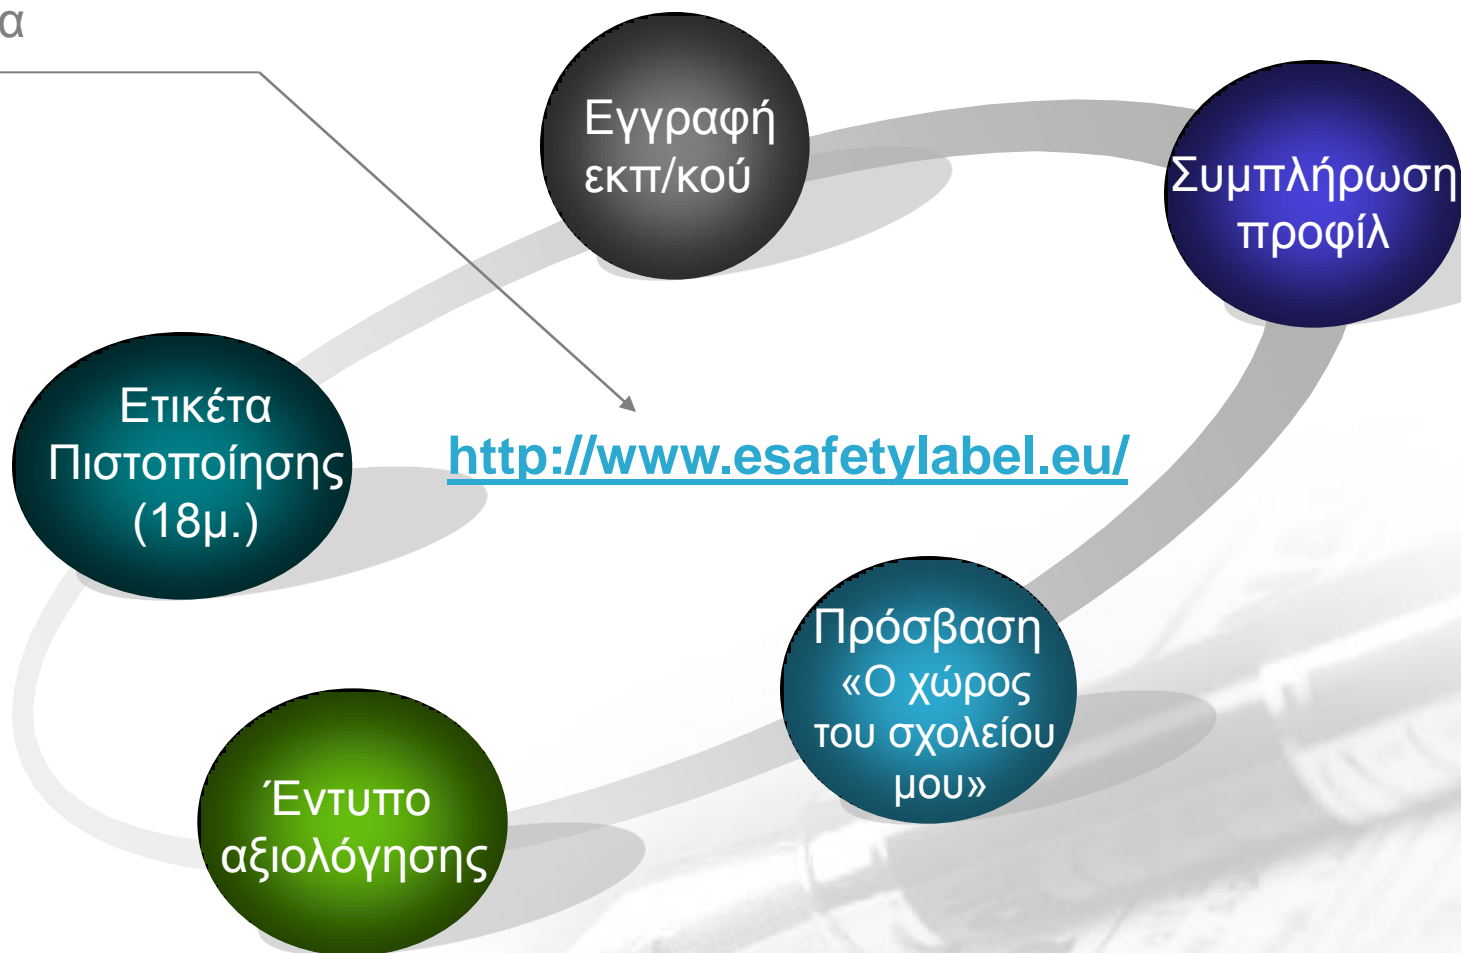 Εγγραφή
εκπ/κού
Συμπλήρωση
προφίλ
Ετικέτα
Πιστοποίησης
(18μ.)
http://www.esafetylabel.eu/
Πρόσβαση
«Ο χώρος
του σχολείου
μου»
Έντυπο
αξιολόγησης